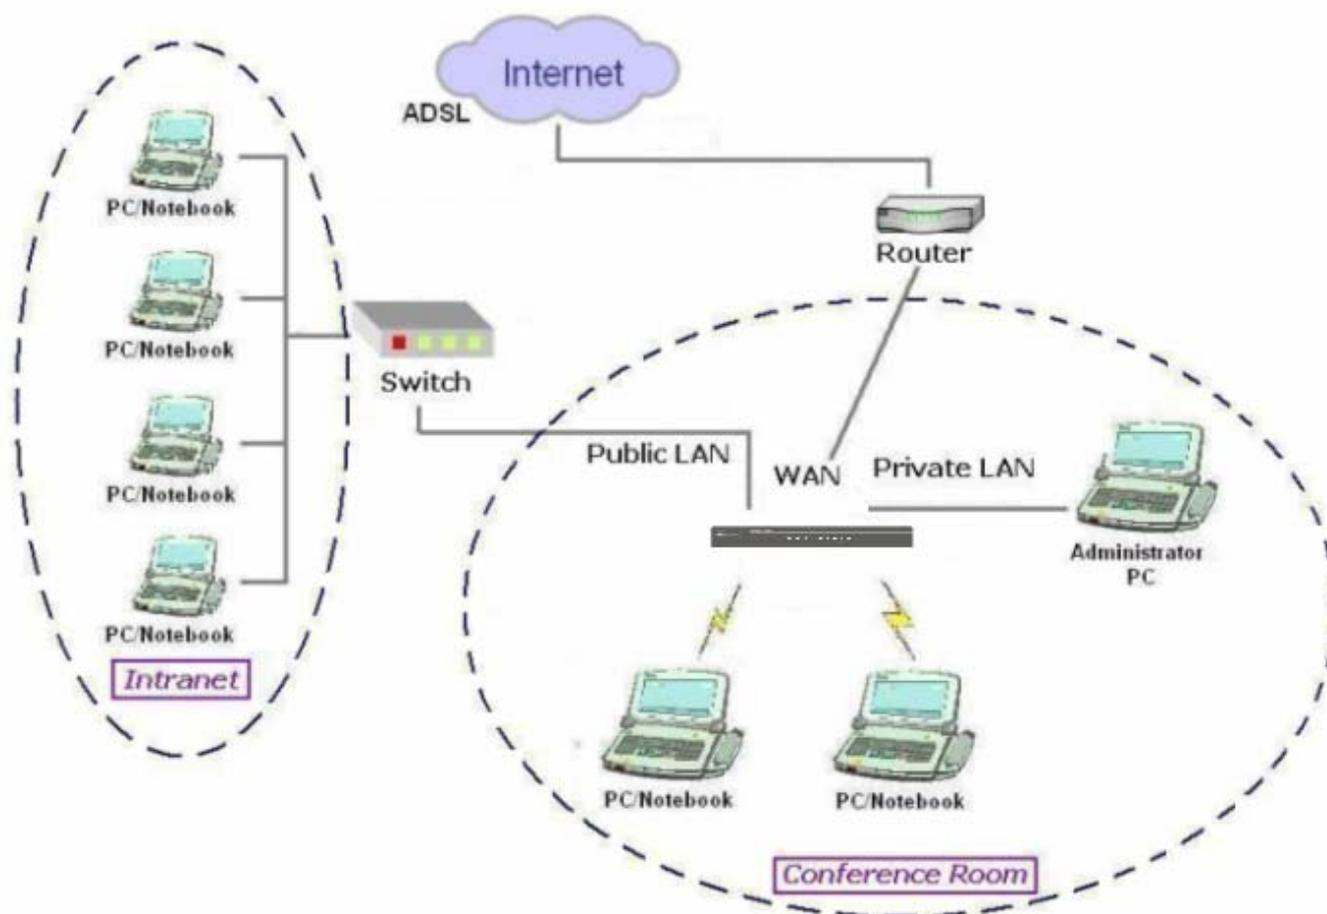 Internet
ADSL
PC/Notebook
Router
PC/Notebook
Switch
Public LAN
WAN
Private LAN
PC/Notebook
Administrator
PC
PC/Notebook
Intranet
PC/Notebook
PC/Notebook
Conference Room